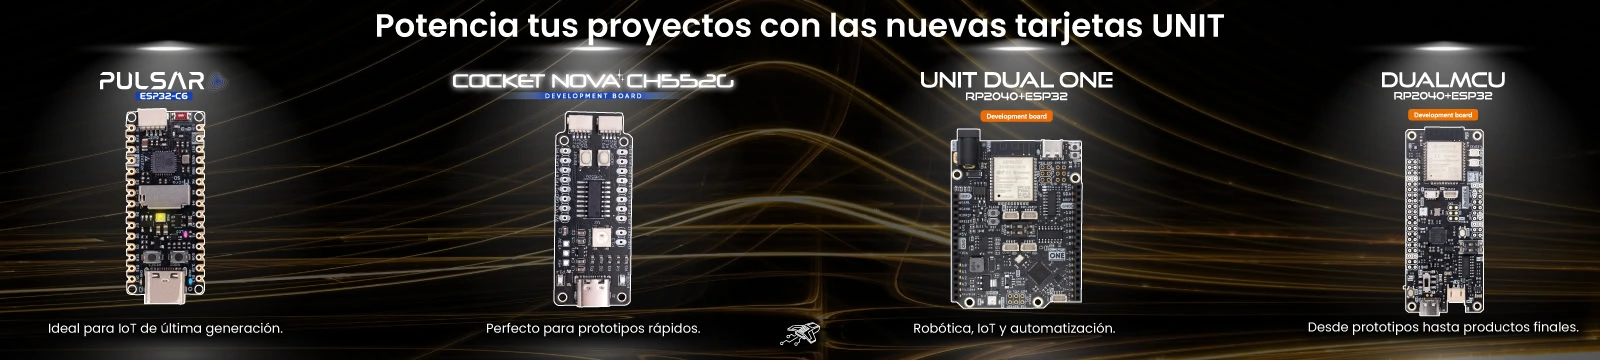 Potencia tus proyectos con las nuevas tarjetas UNIT
PULSAR
ESP32-C6
Ideal para IoT de última generación.
COCKET NOVA CH552G
DEVELOPMENT BOARD
Perfecto para prototipos rápidos.
UNIT DUAL ONE
RP2040+ESP32
Development board
ONE
Robótica, IoT y automatización.
DUALMCU
RP2040+ESP32
Development board
Desde prototipos hasta productos finales.